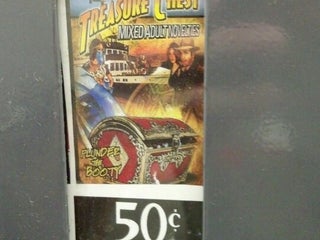 TREASURE CHEST
MIXED ADULT NOVELTIES
PLUNDER
THE
BOOTY
50¢